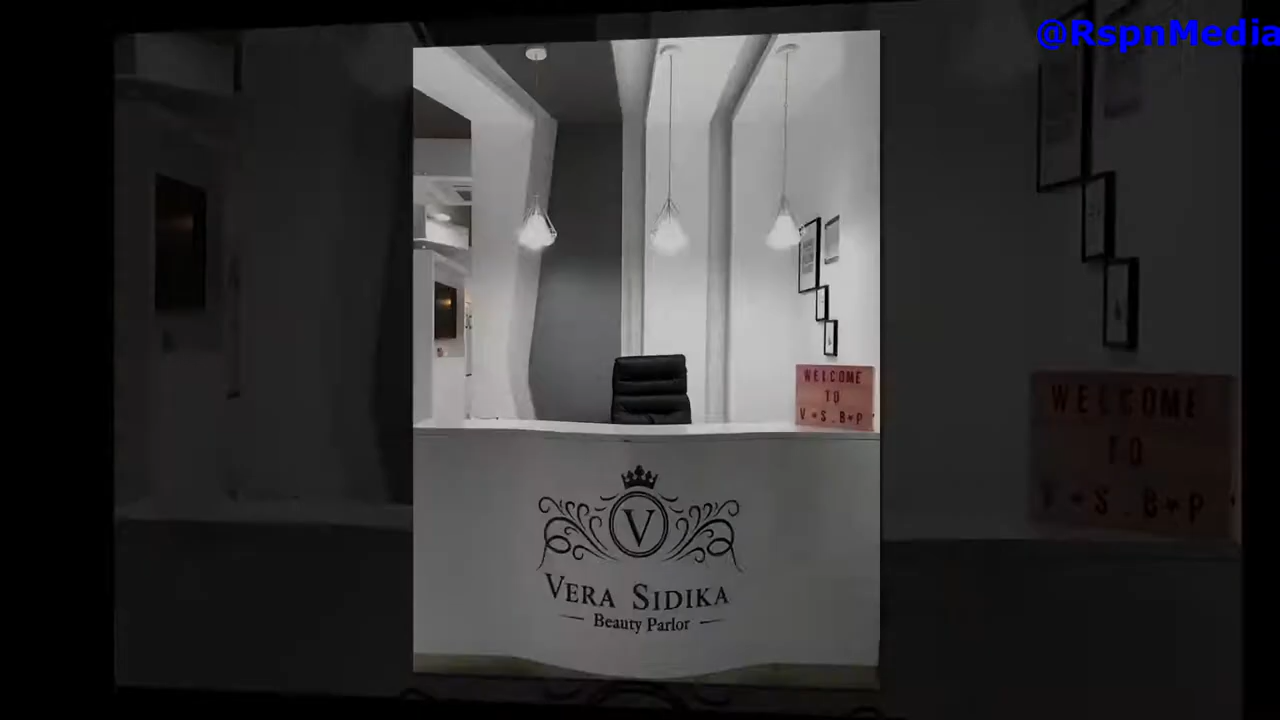 @RspnMedia
WELCOME
TO
V♥S.B♥P
V
VERA SIDIKA
Beauty Parlor
WELCOME
TO
V♥S.B♥P